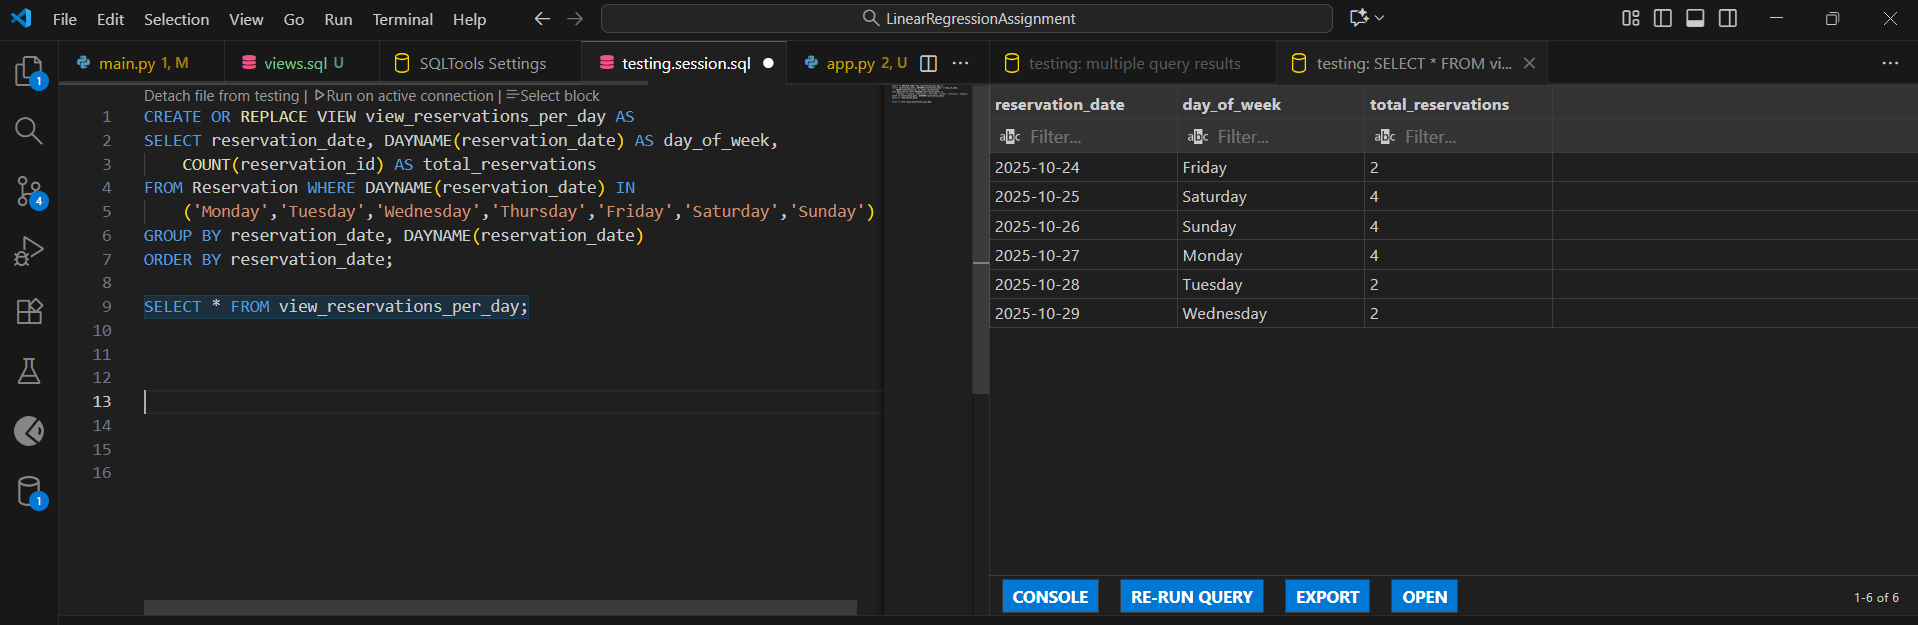 File Edit Selection View Go Run Terminal Help
LinearRegressionAssignment
main.py 1, M
views.sql U
SQLTools Settings
testing.session.sql
app.py 2, U
testing: multiple query results
testing: SELECT * FROM vi...
Detach file from testing | Run on active connection | Select block
1 CREATE OR REPLACE VIEW view_reservations_per_day AS
2 SELECT reservation_date, DAYNAME(reservation_date) AS day_of_week,
3 COUNT(reservation_id) AS total_reservations
4 FROM Reservation WHERE DAYNAME(reservation_date) IN
5 ('Monday','Tuesday','Wednesday','Thursday','Friday','Saturday','Sunday')
6 GROUP BY reservation_date, DAYNAME(reservation_date)
7 ORDER BY reservation_date;
8
9 SELECT * FROM view_reservations_per_day;
10
11
12
13
14
15
16
1
4
1
reservation_date day_of_week total_reservations
abc Filter... abc Filter... abc Filter...
2025-10-24 Friday 2
2025-10-25 Saturday 4
2025-10-26 Sunday 4
2025-10-27 Monday 4
2025-10-28 Tuesday 2
2025-10-29 Wednesday 2
CONSOLE RE-RUN QUERY EXPORT OPEN 1-6 of 6